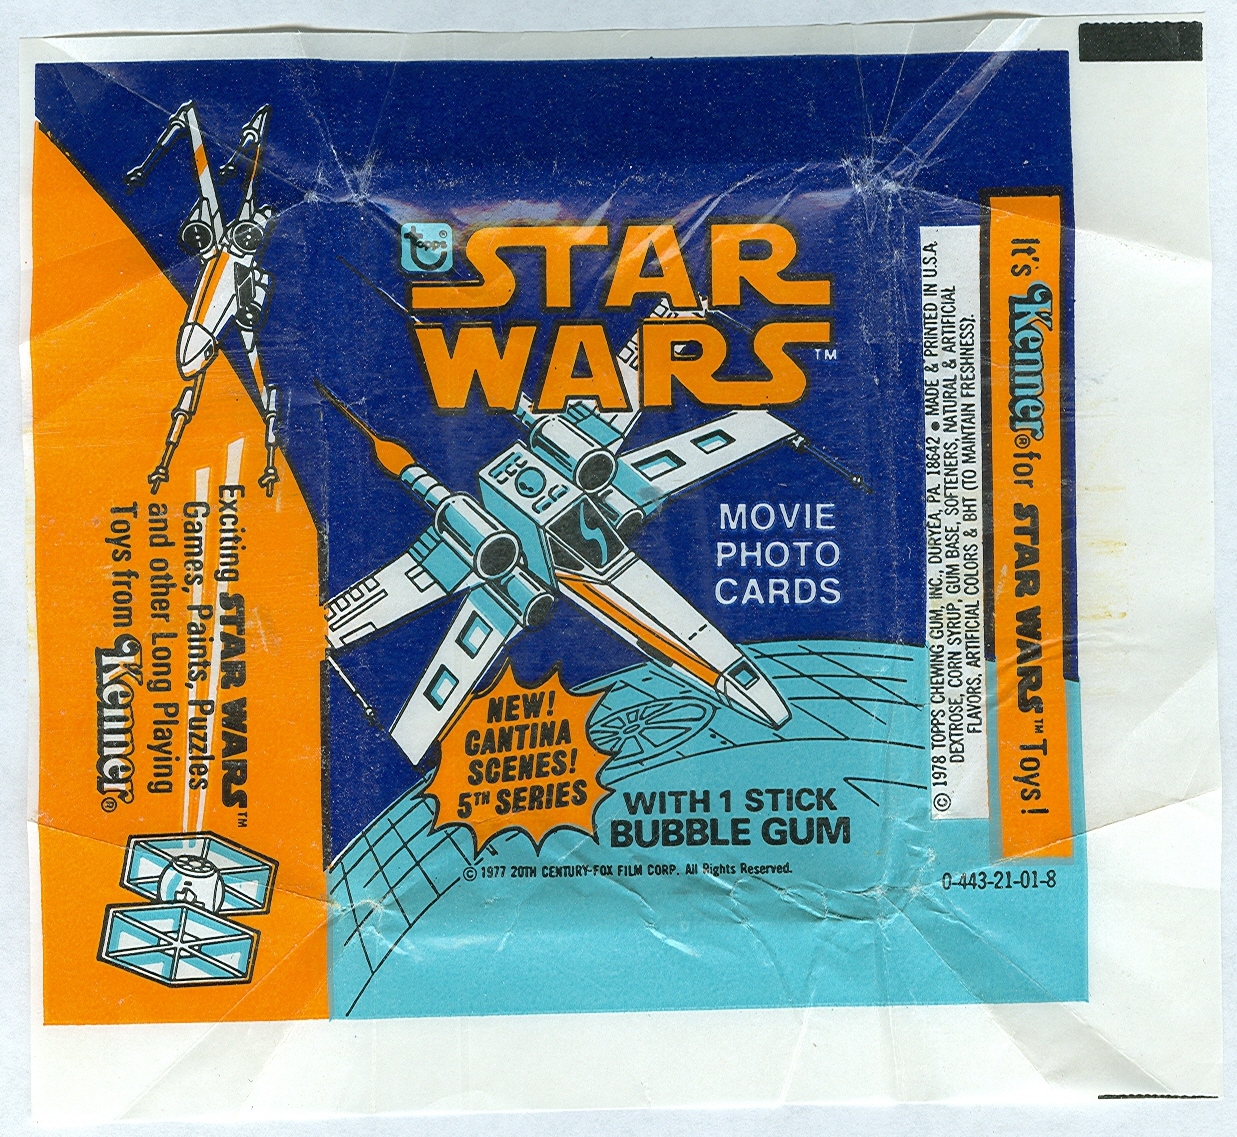 topps®
STAR
WARS™
MOVIE
PHOTO
CARDS
NEW!
CANTINA
SCENES!
5TH SERIES
WITH 1 STICK
BUBBLE GUM
© 1977 20TH CENTURY-FOX FILM CORP. All Rights Reserved.
Exciting STAR WARS™
Games, Paints, Puzzles
and other Long Playing
Toys from Kenner®
© 1978 TOPPS CHEWING GUM, INC. DURYEA, PA. 18642 • MADE & PRINTED IN U.S.A.
DEXTROSE, CORN SYRUP, GUM BASE, SOFTENERS, NATURAL & ARTIFICIAL
FLAVORS, ARTIFICIAL COLORS & BHT (TO MAINTAIN FRESHNESS).
It's Kenner® for STAR WARS™ Toys!
0-443-21-01-8